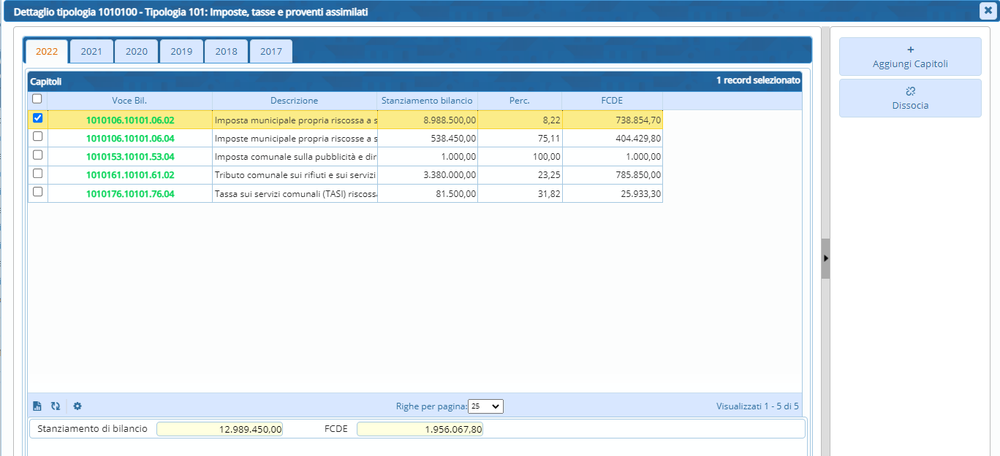 Dettaglio tipologia 1010100 - Tipologia 101: Imposte, tasse e proventi assimilati
2022 2021 2020 2019 2018 2017
Capitoli 1 record selezionato
Voce Bil. Descrizione Stanziamento bilancio Perc. FCDE
1010106.10101.06.02 Imposta municipale propria riscossa a s 8.988.500,00 8,22 738.854,70
1010106.10101.06.04 Imposte municipale propria riscosse a s 538.450,00 75,11 404.429,80
1010153.10101.53.04 Imposta comunale sulla pubblicità e dir 1.000,00 100,00 1.000,00
1010161.10101.61.02 Tributo comunale sui rifiuti e sui servizi 3.380.000,00 23,25 785.850,00
1010176.10101.76.04 Tassa sui servizi comunali (TASI) riscoss 81.500,00 31,82 25.933,30
Righe per pagina: 25 Visualizzati 1 - 5 di 5
Stanziamento di bilancio 12.989.450,00 FCDE 1.956.067,80
Aggiungi Capitoli
Dissocia